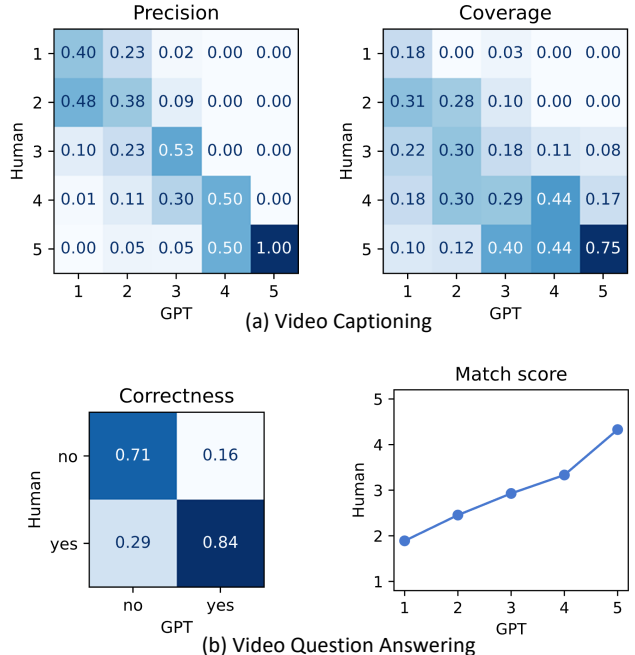 Precision
Coverage
Human
1 0.40 0.23 0.02 0.00 0.00
2 0.48 0.38 0.09 0.00 0.00
3 0.10 0.23 0.53 0.00 0.00
4 0.01 0.11 0.30 0.50 0.00
5 0.00 0.05 0.05 0.50 1.00
1 2 3 4 5
GPT
Human
1 0.18 0.00 0.03 0.00 0.00
2 0.31 0.28 0.10 0.00 0.00
3 0.22 0.30 0.18 0.11 0.08
4 0.18 0.30 0.29 0.44 0.17
5 0.10 0.12 0.40 0.44 0.75
1 2 3 4 5
GPT
(a) Video Captioning
Correctness
Human
no 0.71 0.16
yes 0.29 0.84
no yes
GPT
Match score
Human
5
4
3
2
1
1 2 3 4 5
GPT
(b) Video Question Answering